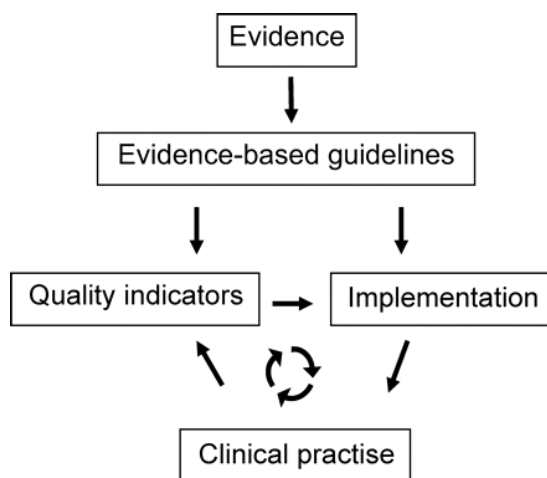 Evidence
Evidence-based guidelines
Quality indicators
Implementation
Clinical practise